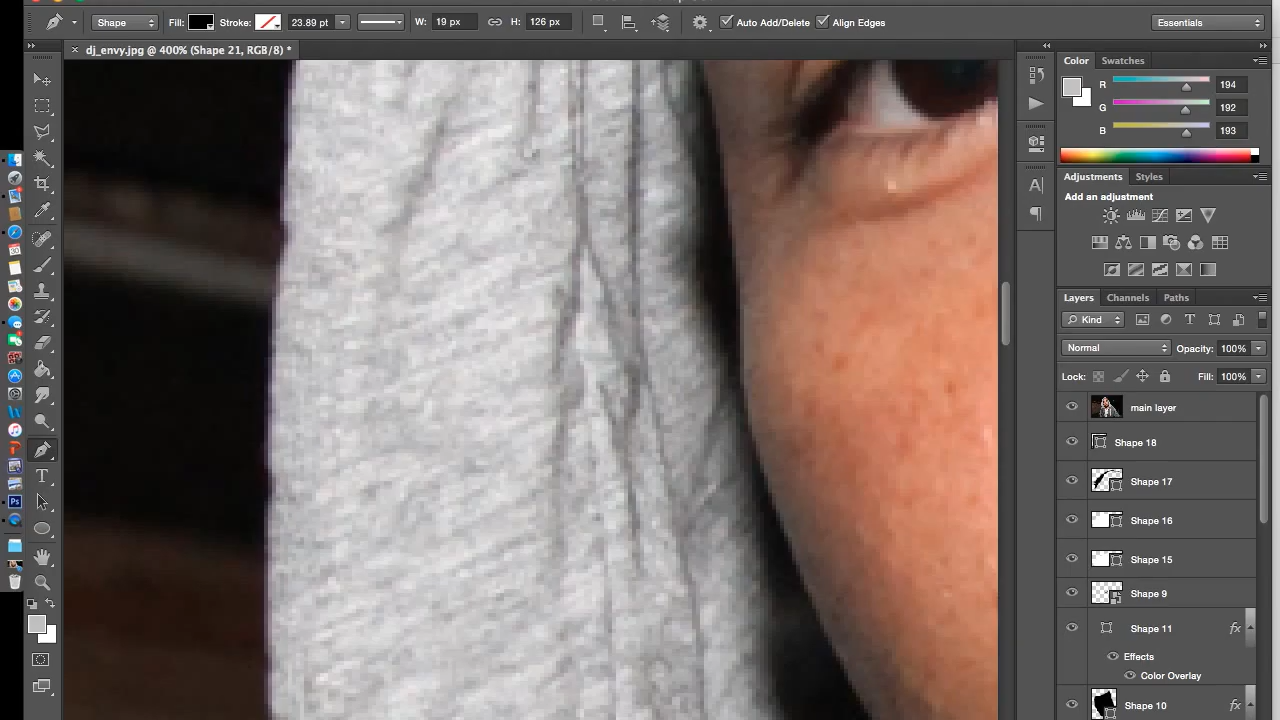 Shape Fill: Stroke: 23.89 pt W: 19 px H: 126 px Auto Add/Delete Align Edges Essentials
× dj_envy.jpg @ 400% (Shape 21, RGB/8) *
Color Swatches
R 194
G 192
B 193
Adjustments Styles
Add an adjustment
Layers Channels Paths
Kind
Normal Opacity: 100%
Lock: Fill: 100%
main layer
Shape 18
Shape 17
Shape 16
Shape 15
Shape 9
Shape 11 fx
Effects
Color Overlay
Shape 10